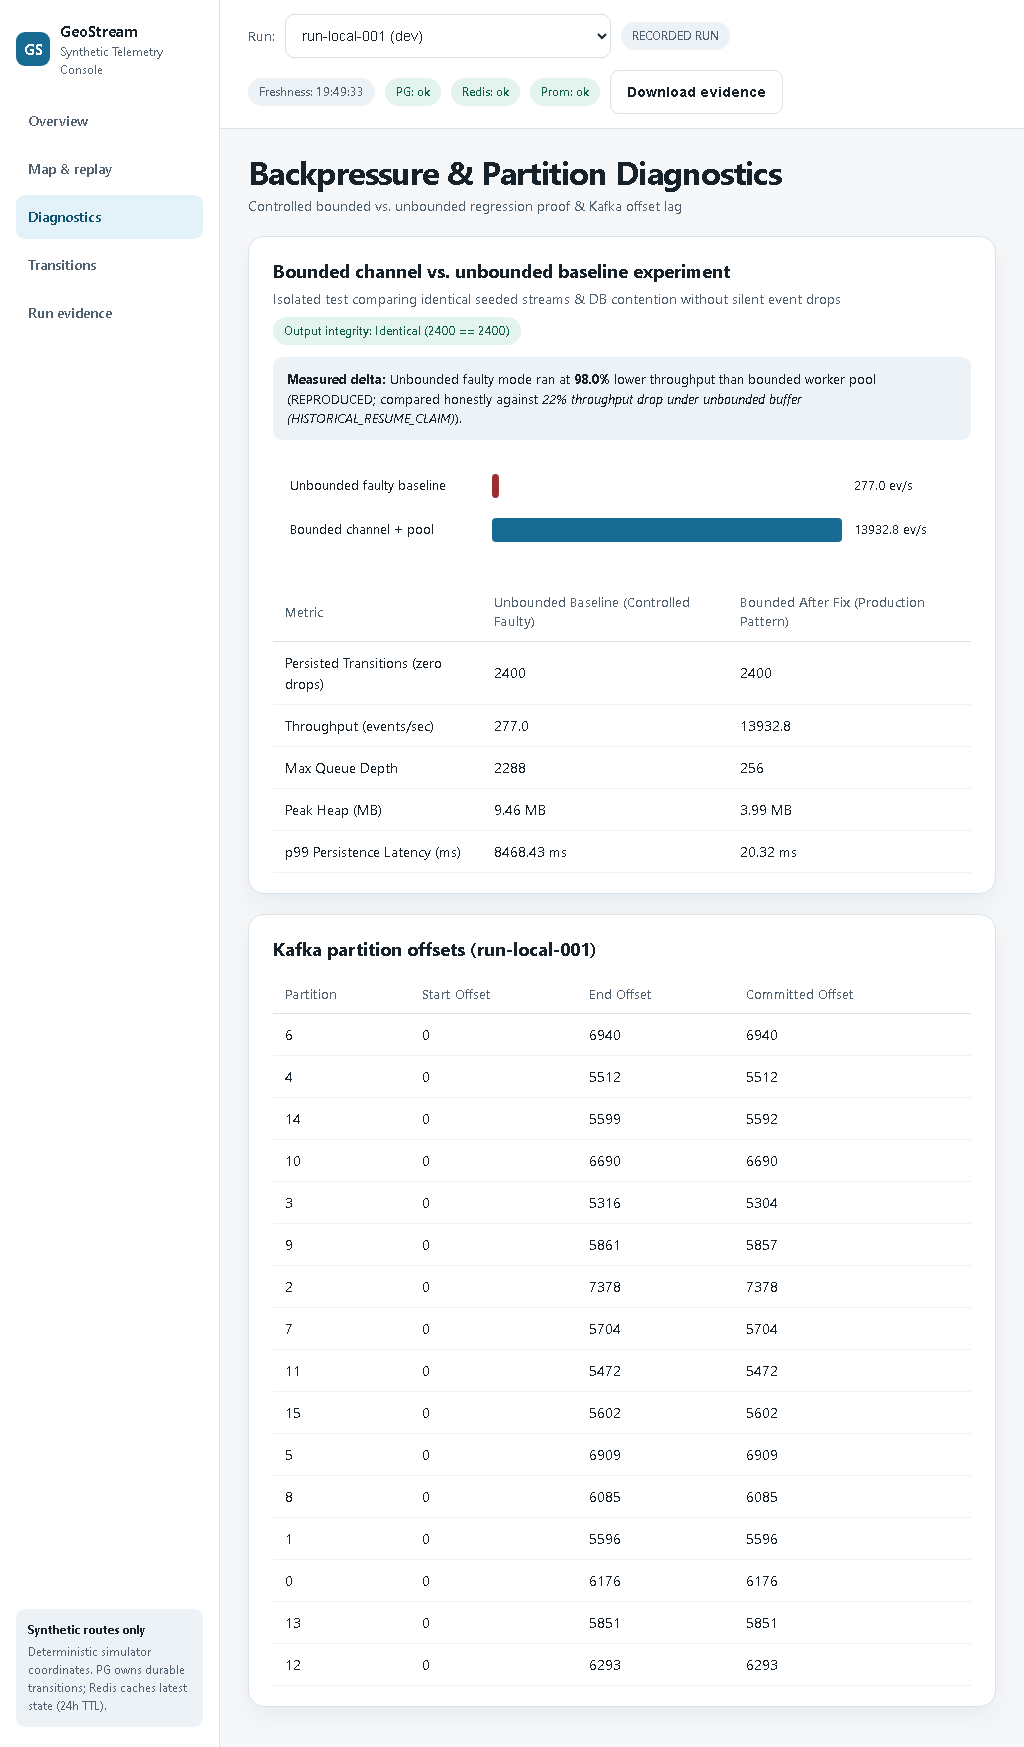 GS
GeoStream
Synthetic Telemetry
Console
Overview
Map & replay
Diagnostics
Transitions
Run evidence
Synthetic routes only
Deterministic simulator
coordinates. PG owns durable
transitions; Redis caches latest
state (24h TTL).
Run: run-local-001 (dev) RECORDED RUN
Freshness: 19:49:33 PG: ok Redis: ok Prom: ok Download evidence
Backpressure & Partition Diagnostics
Controlled bounded vs. unbounded regression proof & Kafka offset lag
Bounded channel vs. unbounded baseline experiment
Isolated test comparing identical seeded streams & DB contention without silent event drops
Output integrity: Identical (2400 == 2400)
Measured delta: Unbounded faulty mode ran at 98.0% lower throughput than bounded worker pool
(REPRODUCED; compared honestly against 22% throughput drop under unbounded buffer
(HISTORICAL_RESUME_CLAIM)).
Unbounded faulty baseline 277.0 ev/s
Bounded channel + pool 13932.8 ev/s
Metric Unbounded Baseline (Controlled Faulty) Bounded After Fix (Production Pattern)
Persisted Transitions (zero drops) 2400 2400
Throughput (events/sec) 277.0 13932.8
Max Queue Depth 2288 256
Peak Heap (MB) 9.46 MB 3.99 MB
p99 Persistence Latency (ms) 8468.43 ms 20.32 ms
Kafka partition offsets (run-local-001)
Partition Start Offset End Offset Committed Offset
6 0 6940 6940
4 0 5512 5512
14 0 5599 5592
10 0 6690 6690
3 0 5316 5304
9 0 5861 5857
2 0 7378 7378
7 0 5704 5704
11 0 5472 5472
15 0 5602 5602
5 0 6909 6909
8 0 6085 6085
1 0 5596 5596
0 0 6176 6176
13 0 5851 5851
12 0 6293 6293